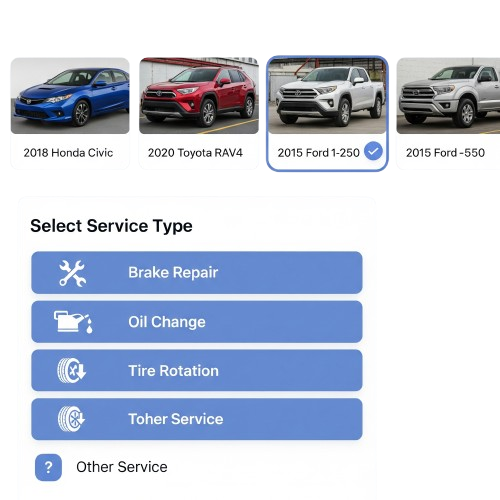 2018 Honda Civic
2020 Toyota RAV4
2015 Ford 1-250
2015 Ford -550
Select Service Type
Brake Repair
Oil Change
Tire Rotation
Toher Service
? Other Service